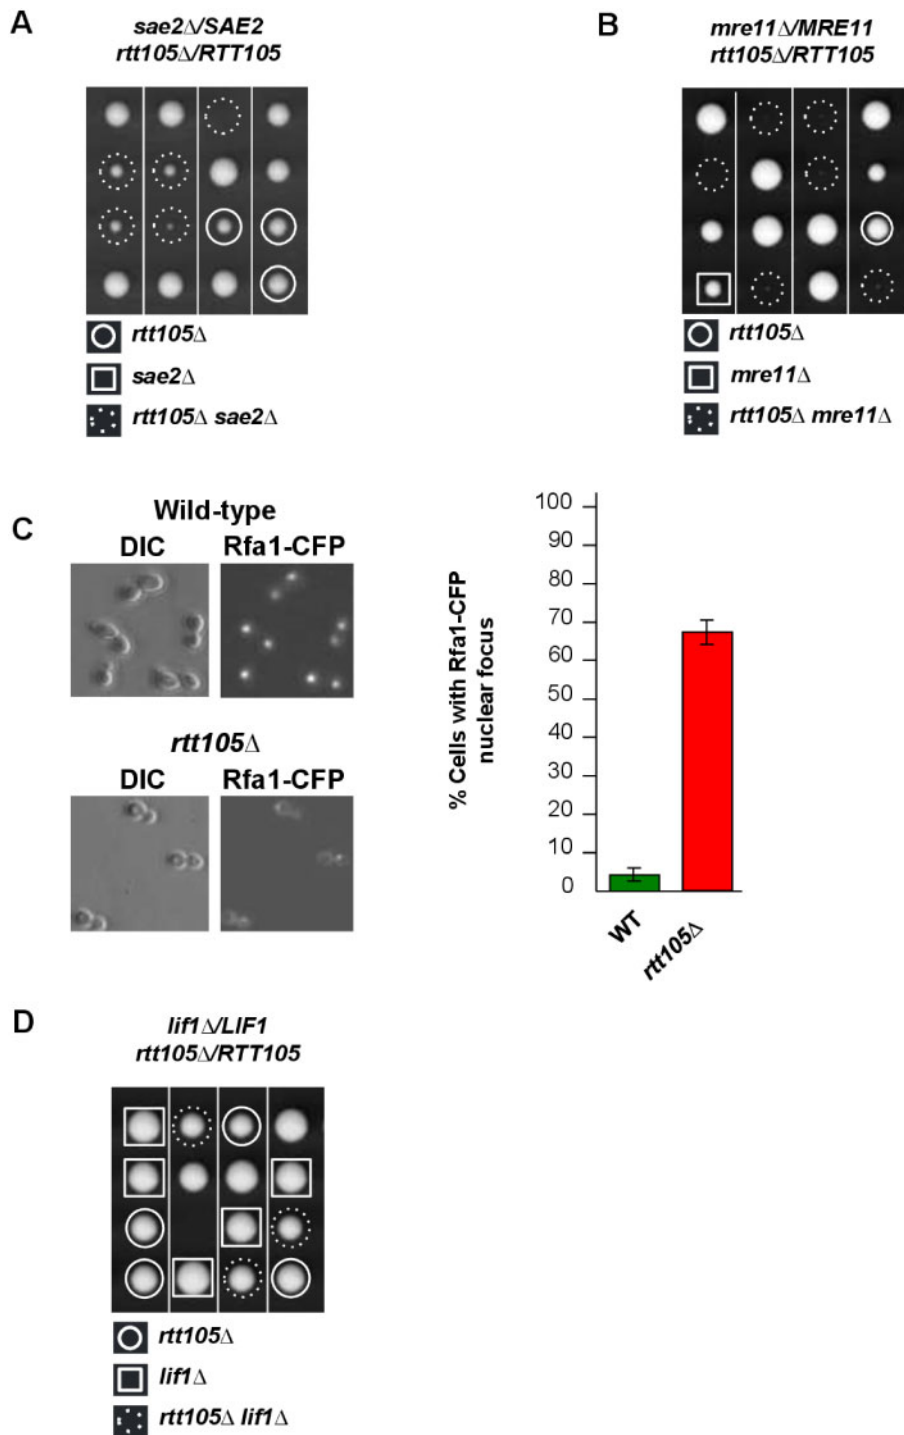 A
sae2Δ/SAE2
rtt105Δ/RTT105
rtt105Δ
sae2Δ
rtt105Δ sae2Δ
B
mre11Δ/MRE11
rtt105Δ/RTT105
rtt105Δ
mre11Δ
rtt105Δ mre11Δ
C
Wild-type
DIC
Rfa1-CFP
rtt105Δ
DIC
Rfa1-CFP
% Cells with Rfa1-CFP
nuclear focus
100
90
80
70
60
50
40
30
20
10
0
WT
rtt105Δ
D
lif1Δ/LIF1
rtt105Δ/RTT105
rtt105Δ
lif1Δ
rtt105Δ lif1Δ